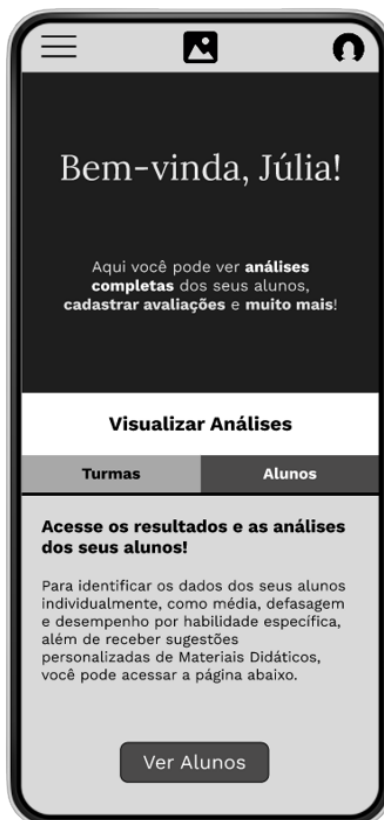 Bem-vinda, Júlia!
Aqui você pode ver análises
completas dos seus alunos,
cadastrar avaliações e muito mais!
Visualizar Análises
Turmas
Alunos
Acesse os resultados e as análises
dos seus alunos!
Para identificar os dados dos seus alunos
individualmente, como média, defasagem
e desempenho por habilidade específica,
além de receber sugestões
personalizadas de Materiais Didáticos,
você pode acessar a página abaixo.
Ver Alunos